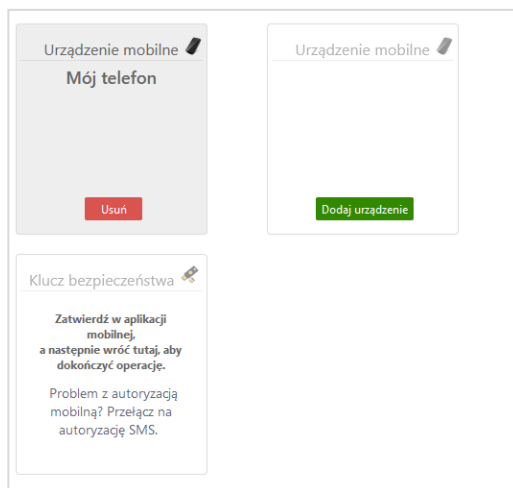 Urządzenie mobilne
Mój telefon
Usuń
Urządzenie mobilne
Dodaj urządzenie
Klucz bezpieczeństwa
Zatwierdź w aplikacji
mobilnej,
a następnie wróć tutaj, aby
dokończyć operację.
Problem z autoryzacją
mobilną? Przełącz na
autoryzację SMS.